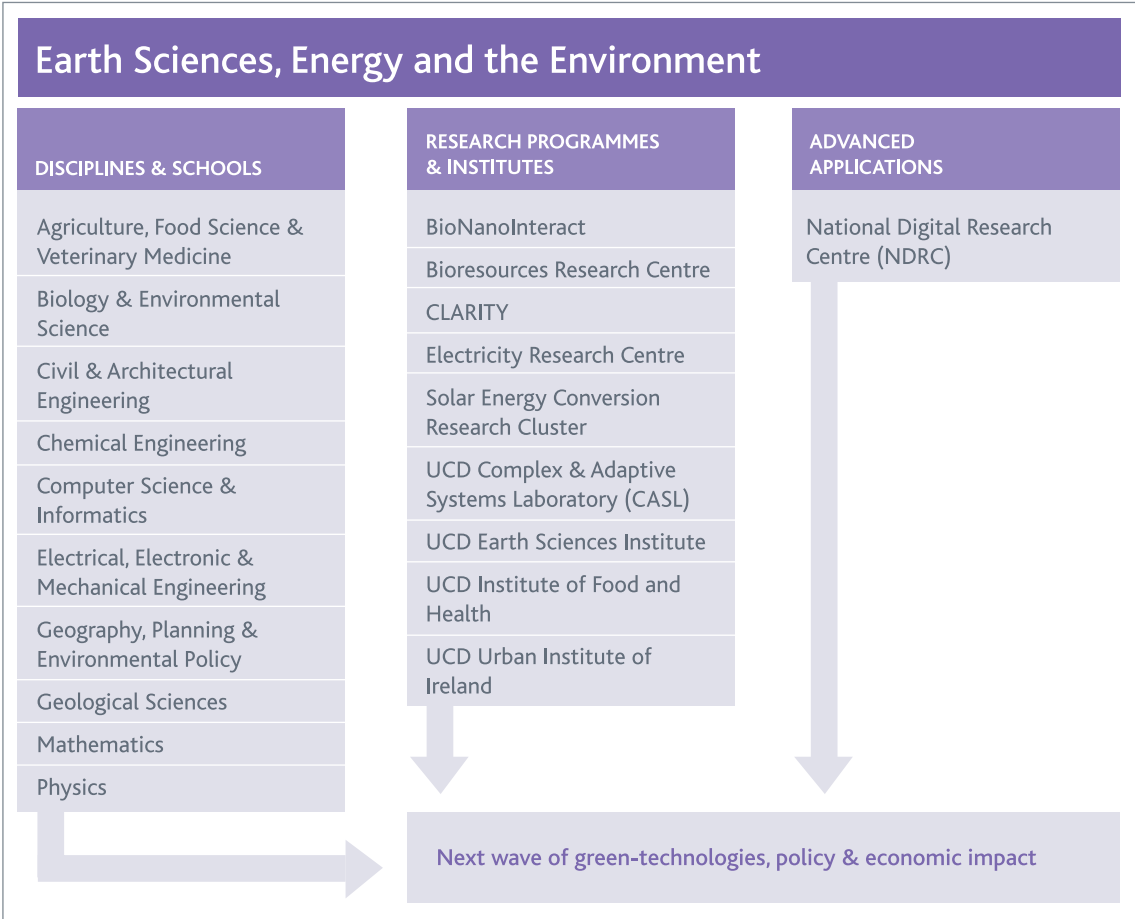 Earth Sciences, Energy and the Environment
DISCIPLINES & SCHOOLS
Agriculture, Food Science &
Veterinary Medicine
Biology & Environmental
Science
Civil & Architectural
Engineering
Chemical Engineering
Computer Science &
Informatics
Electrical, Electronic &
Mechanical Engineering
Geography, Planning &
Environmental Policy
Geological Sciences
Mathematics
Physics
RESEARCH PROGRAMMES
& INSTITUTES
BioNanoInteract
Bioresources Research Centre
CLARITY
Electricity Research Centre
Solar Energy Conversion
Research Cluster
UCD Complex & Adaptive
Systems Laboratory (CASL)
UCD Earth Sciences Institute
UCD Institute of Food and
Health
UCD Urban Institute of
Ireland
ADVANCED
APPLICATIONS
National Digital Research
Centre (NDRC)
Next wave of green-technologies, policy & economic impact